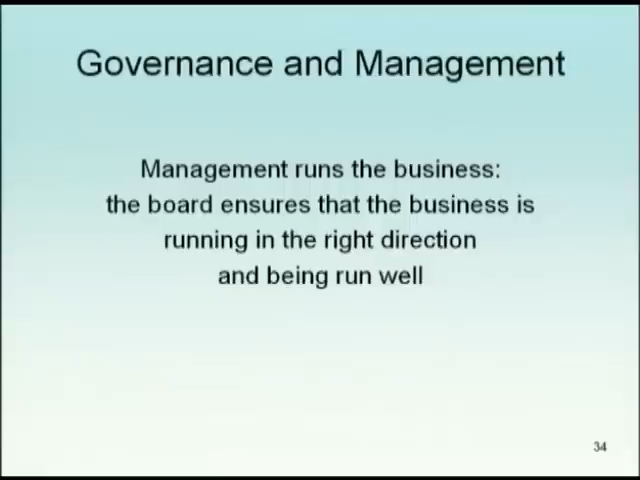 Governance and Management
Management runs the business:
the board ensures that the business is
running in the right direction
and being run well
34